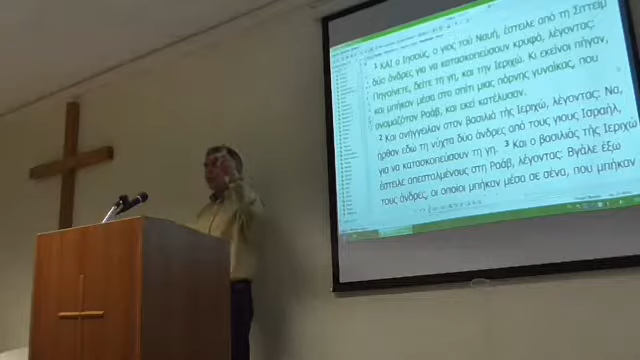 1 ΚΑΙ ο Ιησούς, ο γιος τού Ναυή, έστειλε από τη Σιττείμ
δύο άνδρες για να κατασκοπεύσουν κρυφά, λέγοντας:
Πηγαίνετε, δείτε τη γη, και την Ιεριχώ. Κι εκείνοι πήγαν,
και μπήκαν μέσα στο σπίτι μιας πόρνης γυναίκας, που
ονομαζόταν Ραάβ, και εκεί κατέλυσαν.
2 Και ανήγγειλαν στον βασιλιά τής Ιεριχώ, λέγοντας: Να,
ήρθαν εδώ τη νύχτα δύο άνδρες από τους γιους Ισραήλ,
για να κατασκοπεύσουν τη γη. 3 Και ο βασιλιάς τής Ιεριχώ
έστειλε απεσταλμένους στη Ραάβ, λέγοντας: Βγάλε έξω
τους άνδρες, οι οποίοι μπήκαν μέσα σε σένα, που μπήκαν